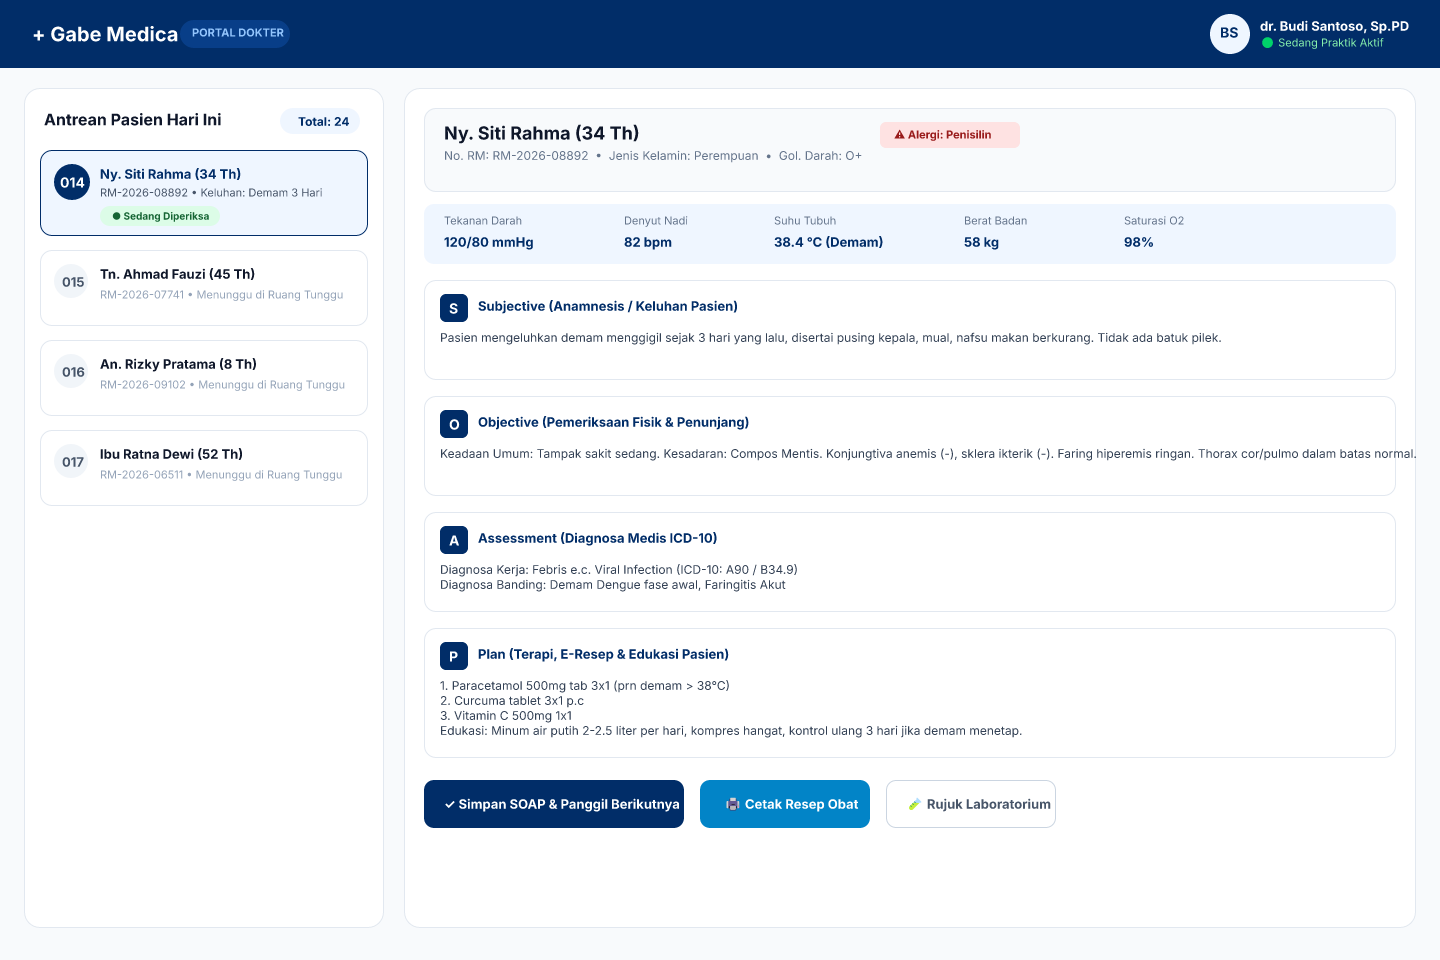 + Gabe Medica
PORTAL DOKTER
BS
dr. Budi Santoso, Sp.PD
Sedang Praktik Aktif
Antrean Pasien Hari Ini
Total: 24
014
Ny. Siti Rahma (34 Th)
RM-2026-08892 • Keluhan: Demam 3 Hari
● Sedang Diperiksa
015
Tn. Ahmad Fauzi (45 Th)
RM-2026-07741 • Menunggu di Ruang Tunggu
016
An. Rizky Pratama (8 Th)
RM-2026-09102 • Menunggu di Ruang Tunggu
017
Ibu Ratna Dewi (52 Th)
RM-2026-06511 • Menunggu di Ruang Tunggu
Ny. Siti Rahma (34 Th)
⚠ Alergi: Penisilin
No. RM: RM-2026-08892 • Jenis Kelamin: Perempuan • Gol. Darah: O+
Tekanan Darah
120/80 mmHg
Denyut Nadi
82 bpm
Suhu Tubuh
38.4 °C (Demam)
Berat Badan
58 kg
Saturasi O2
98%
S
Subjective (Anamnesis / Keluhan Pasien)
Pasien mengeluhkan demam menggigil sejak 3 hari yang lalu, disertai pusing kepala, mual, nafsu makan berkurang. Tidak ada batuk pilek.
O
Objective (Pemeriksaan Fisik & Penunjang)
Keadaan Umum: Tampak sakit sedang. Kesadaran: Compos Mentis. Konjungtiva anemis (-), sklera ikterik (-). Faring hiperemis ringan. Thorax cor/pulmo dalam batas normal.
A
Assessment (Diagnosa Medis ICD-10)
Diagnosa Kerja: Febris e.c. Viral Infection (ICD-10: A90 / B34.9)
Diagnosa Banding: Demam Dengue fase awal, Faringitis Akut
P
Plan (Terapi, E-Resep & Edukasi Pasien)
1. Paracetamol 500mg tab 3x1 (prn demam > 38°C)
2. Curcuma tablet 3x1 p.c
3. Vitamin C 500mg 1x1
Edukasi: Minum air putih 2-2.5 liter per hari, kompres hangat, kontrol ulang 3 hari jika demam menetap.
✓ Simpan SOAP & Panggil Berikutnya
🖨 Cetak Resep Obat
🧪 Rujuk Laboratorium